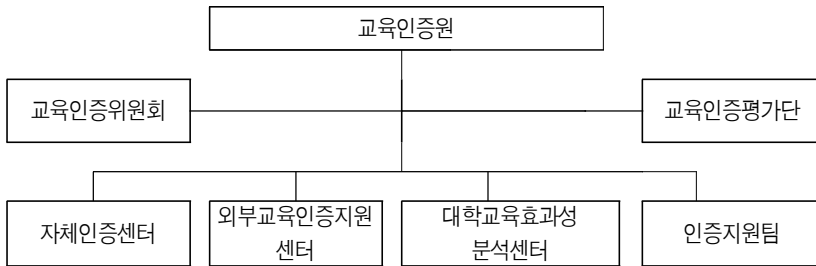 교육인증원
교육인증위원회
교육인증평가단
자체인증센터
외부교육인증지원
센터
대학교육효과성
분석센터
인증지원팀